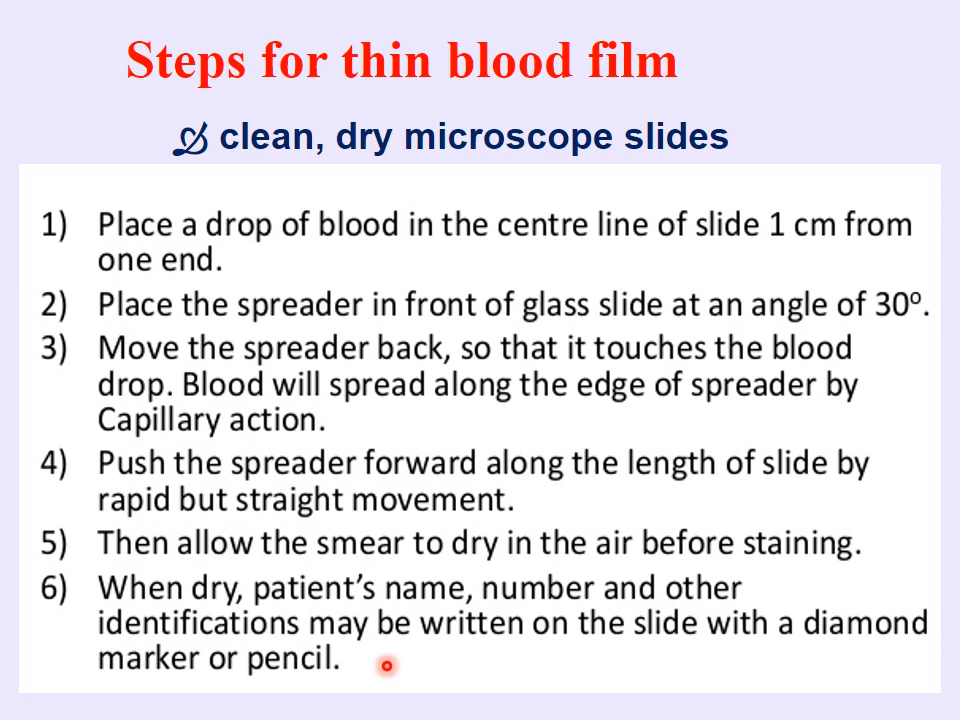 Steps for thin blood film
clean, dry microscope slides
1) Place a drop of blood in the centre line of slide 1 cm from
one end.
2) Place the spreader in front of glass slide at an angle of 30º.
3) Move the spreader back, so that it touches the blood
drop. Blood will spread along the edge of spreader by
Capillary action.
4) Push the spreader forward along the length of slide by
rapid but straight movement.
5) Then allow the smear to dry in the air before staining.
6) When dry, patient’s name, number and other
identifications may be written on the slide with a diamond
marker or pencil.